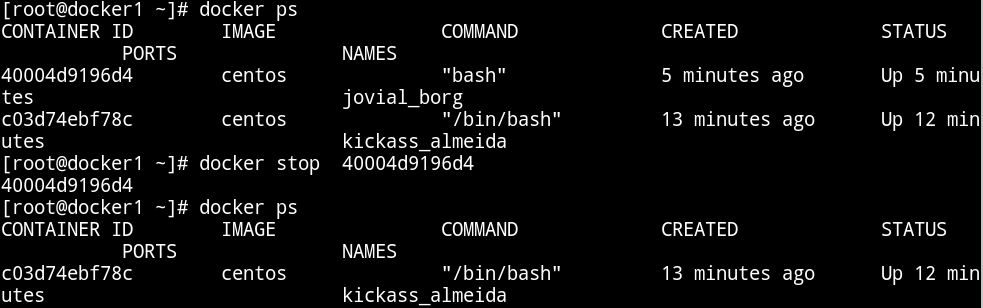 [root@docker1 ~]# docker ps
CONTAINER ID        IMAGE               COMMAND             CREATED             STATUS
           PORTS               NAMES
40004d9196d4        centos              "bash"              5 minutes ago       Up 5 minu
tes                            jovial_borg
c03d74ebf78c        centos              "/bin/bash"         13 minutes ago      Up 12 min
utes                           kickass_almeida
[root@docker1 ~]# docker stop  40004d9196d4
40004d9196d4
[root@docker1 ~]# docker ps
CONTAINER ID        IMAGE               COMMAND             CREATED             STATUS
           PORTS               NAMES
c03d74ebf78c        centos              "/bin/bash"         13 minutes ago      Up 12 min
utes                           kickass_almeida